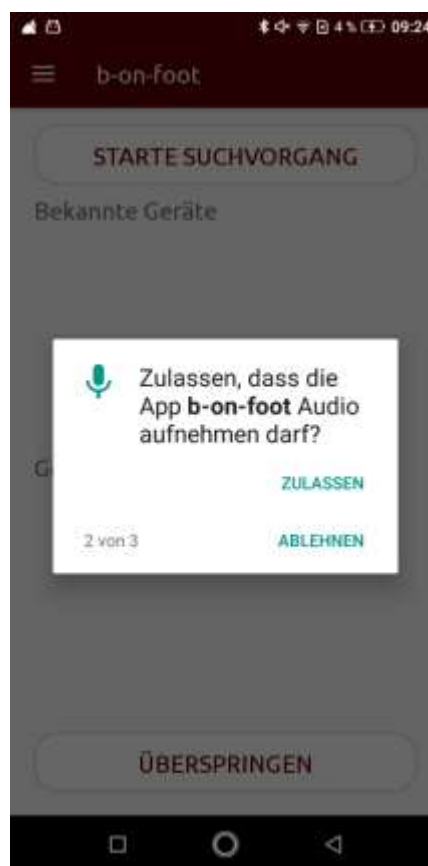 4% 09:24
b-on-foot
STARTE SUCHVORGANG
Bekannte Geräte
Zulassen, dass die
App b-on-foot Audio
aufnehmen darf?
G
ZULASSEN
2 von 3
ABLEHNEN
ÜBERSPRINGEN